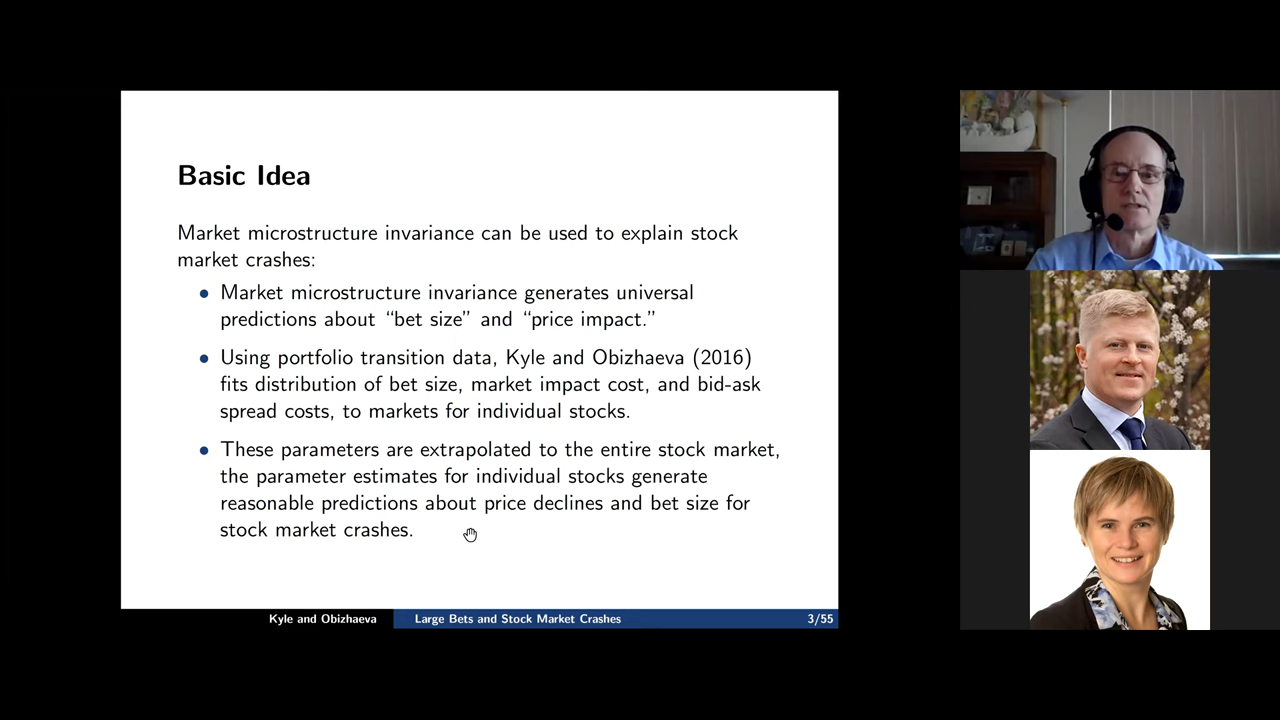 Basic Idea
Market microstructure invariance can be used to explain stock
market crashes:
• Market microstructure invariance generates universal
predictions about “bet size” and “price impact.”
• Using portfolio transition data, Kyle and Obizhaeva (2016)
fits distribution of bet size, market impact cost, and bid-ask
spread costs, to markets for individual stocks.
• These parameters are extrapolated to the entire stock market,
the parameter estimates for individual stocks generate
reasonable predictions about price declines and bet size for
stock market crashes.
Kyle and Obizhaeva Large Bets and Stock Market Crashes 3/55